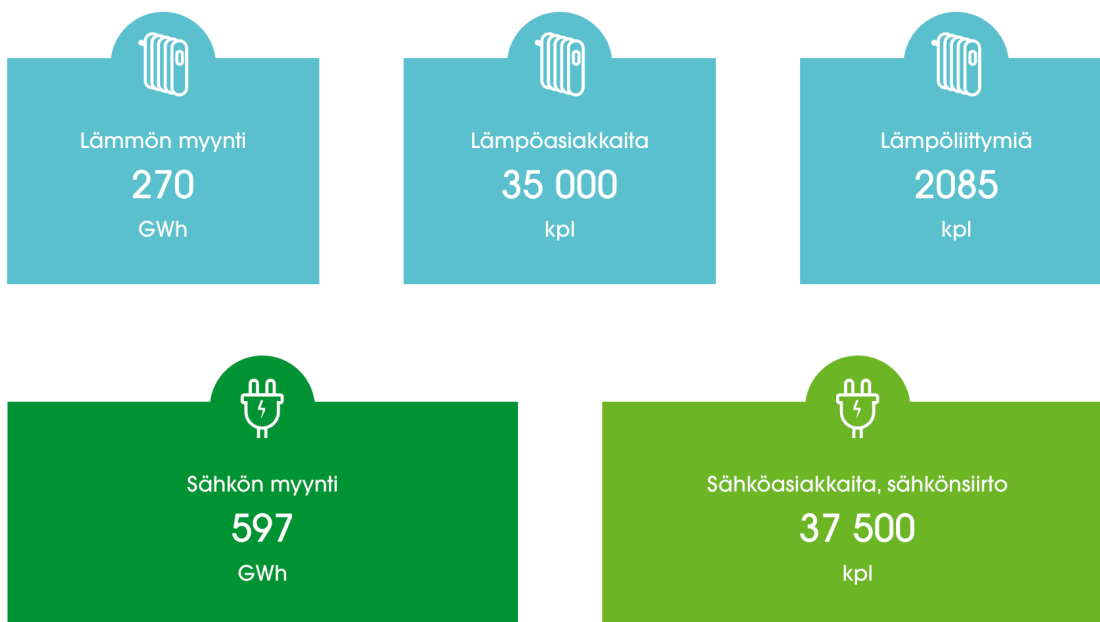 Lämmön myynti
270
GWh
Lämpöasiakkaita
35 000
kpl
Lämpöliittymiä
2085
kpl
Sähkön myynti
597
GWh
Sähköasiakkaita, sähkönsiirto
37 500
kpl